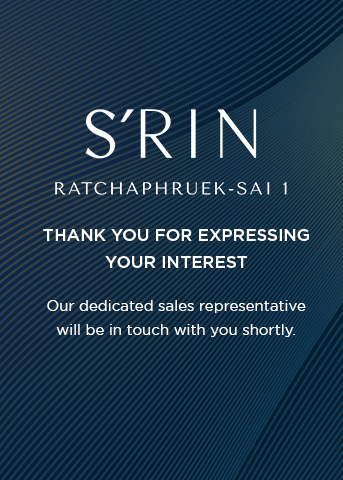 S'RIN
RATCHAPHRUEK-SAI 1
THANK YOU FOR EXPRESSING
YOUR INTEREST
Our dedicated sales representative
will be in touch with you shortly.